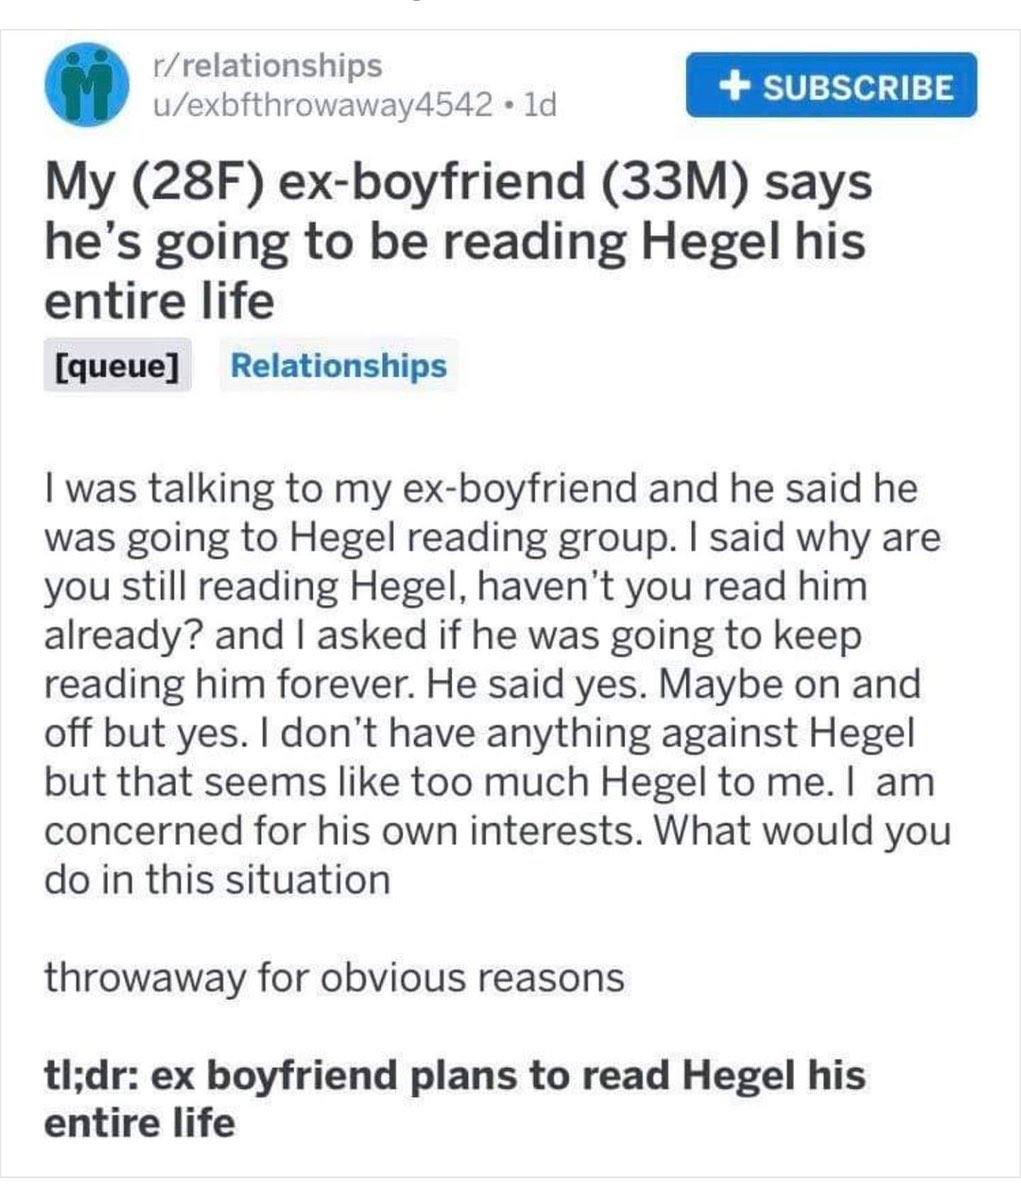 r/relationships
u/exbfthrowaway4542 • 1d
+ SUBSCRIBE
My (28F) ex-boyfriend (33M) says
he's going to be reading Hegel his
entire life
[queue] Relationships
I was talking to my ex-boyfriend and he said he
was going to Hegel reading group. I said why are
you still reading Hegel, haven't you read him
already? and I asked if he was going to keep
reading him forever. He said yes. Maybe on and
off but yes. I don't have anything against Hegel
but that seems like too much Hegel to me. I am
concerned for his own interests. What would you
do in this situation
throwaway for obvious reasons
tl;dr: ex boyfriend plans to read Hegel his
entire life